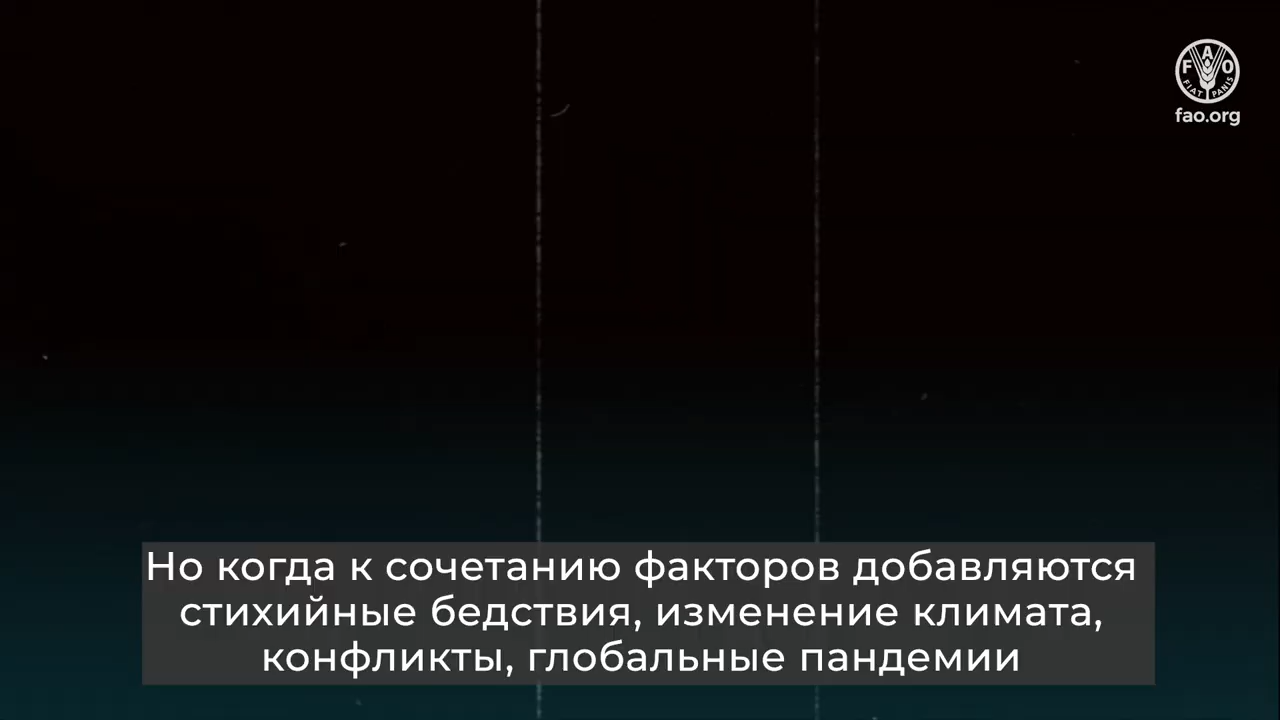 FAO
FIAT PANIS
fao.org
Но когда к сочетанию факторов добавляются
стихийные бедствия, изменение климата,
конфликты, глобальные пандемии